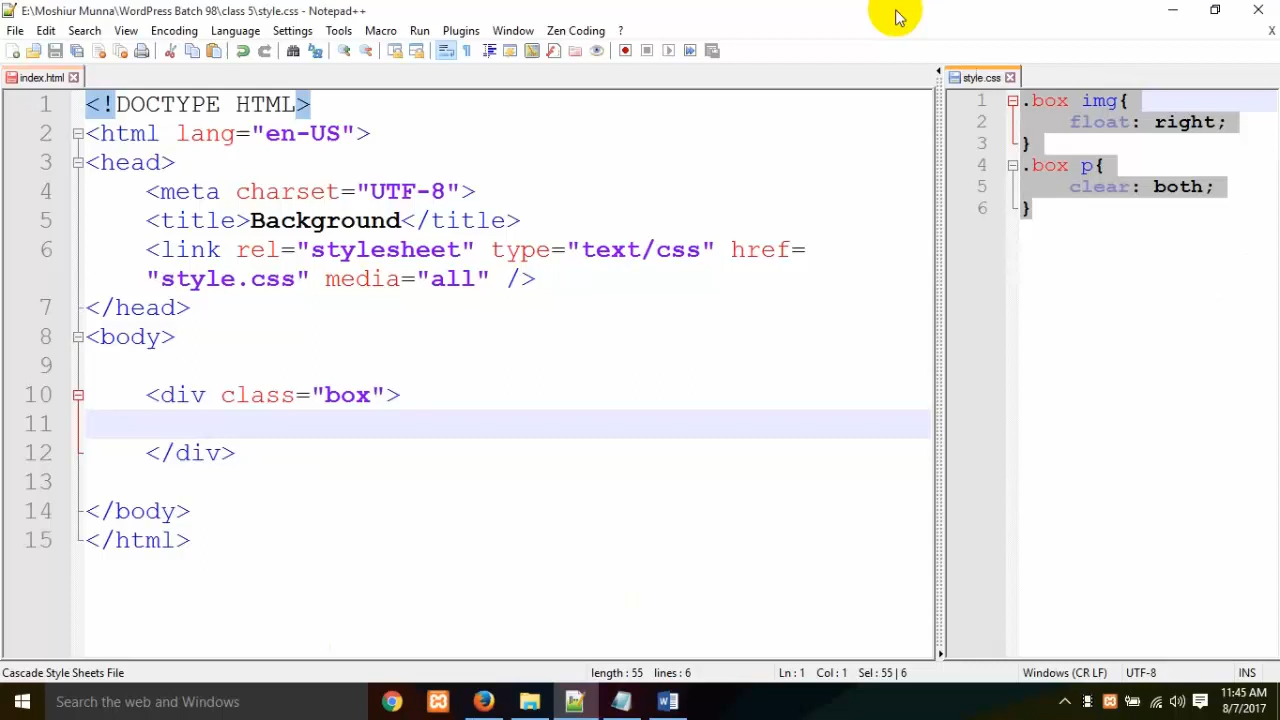 E:\Moshiur Munna\WordPress Batch 98\class 5\style.css - Notepad++
File Edit Search View Encoding Language Settings Tools Macro Run Plugins Window Zen Coding ? X
index.html
1 <!DOCTYPE HTML>
2 <html lang="en-US">
3 <head>
4 <meta charset="UTF-8">
5 <title>Background</title>
6 <link rel="stylesheet" type="text/css" href=
"style.css" media="all" />
7 </head>
8 <body>
9
10 <div class="box">
11
12 </div>
13
14 </body>
15 </html>
style.css
1 .box img{
2 float: right;
3 }
4 .box p{
5 clear: both;
6 }
Cascade Style Sheets File length : 55 lines : 6 Ln : 1 Col : 1 Sel : 55 | 6 Windows (CR LF) UTF-8 INS
Search the web and Windows
11:45 AM
8/7/2017